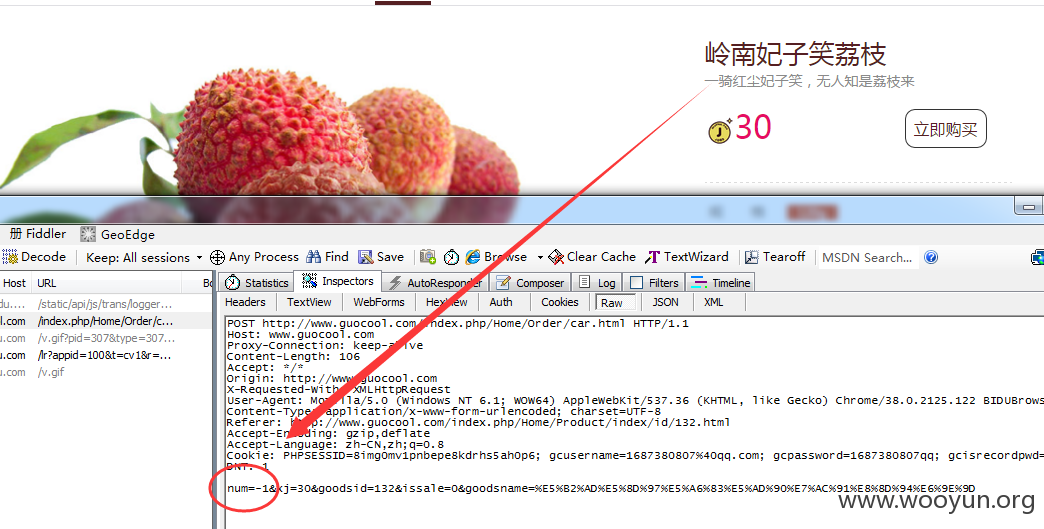 岭南妃子笑荔枝
一骑红尘妃子笑，无人知是荔枝来
30
立即购买
册 Fiddler
GeoEdge
Decode
Keep: All sessions
Any Process
Find
Save
Browse
Clear Cache
TextWizard
Tearoff
MSDN Search...
Host
URL
Statistics
Inspectors
AutoResponder
Composer
Log
Filters
Timeline
Headers
TextView
WebForms
HexView
Auth
Cookies
Raw
JSON
XML
du....
/static/api/js/trans/logger...
l.com
/index.php/Home/Order/c...
u.com
/v.gif?pid=307&type=307...
u.com
/lr?appid=100&t=cv1&r=...
u.com
/v.gif
POST http://www.guocool.com/index.php/Home/Order/car.html HTTP/1.1
Host: www.guocool.com
Proxy-Connection: keep-alive
Content-Length: 106
Accept: */*
Origin: http://www.guocool.com
X-Requested-With: XMLHttpRequest
User-Agent: Mozilla/5.0 (Windows NT 6.1; WOW64) AppleWebKit/537.36 (KHTML, like Gecko) Chrome/38.0.2125.122 BIDUBrows
Content-Type: application/x-www-form-urlencoded; charset=UTF-8
Referer: http://www.guocool.com/index.php/Home/Product/index/id/132.html
Accept-Encoding: gzip,deflate
Accept-Language: zh-CN,zh;q=0.8
Cookie: PHPSESSID=8img0mvipnbepe8kdrhs5ah0p6; gcusername=1687380807%40qq.com; gcpassword=1687380807qq; gcisrecordpwd=
DNT: 1
num=-1&xj=30&goodsid=132&issale=0&goodsname=%E5%B2%AD%E5%8D%97%E5%A6%83%E5%AD%90%E7%AC%91%E8%8D%94%E6%9E%9D
www.wooyun.org